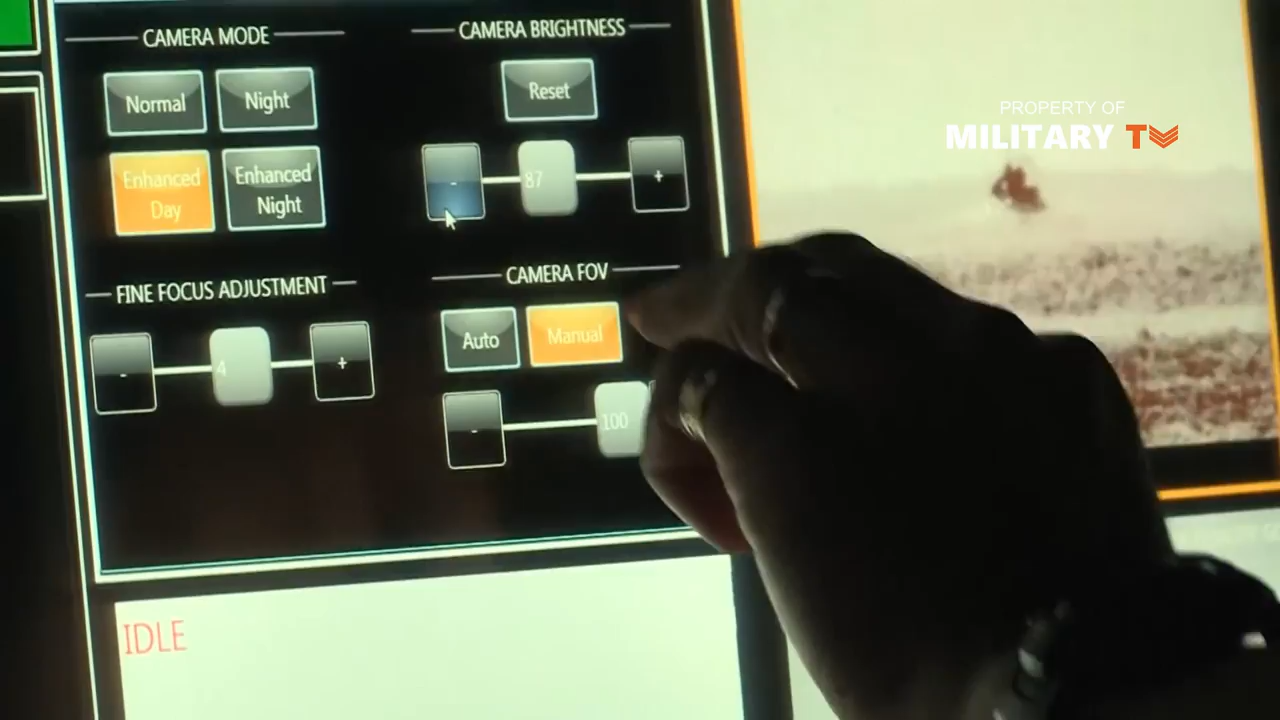 CAMERA MODE
CAMERA BRIGHTNESS
Normal
Night
Reset
Enhanced
Day
Enhanced
Night
-
87
+
FINE FOCUS ADJUSTMENT
CAMERA FOV
-
4
+
Auto
Manual
-
100
IDLE
PROPERTY OF
MILITARY TV